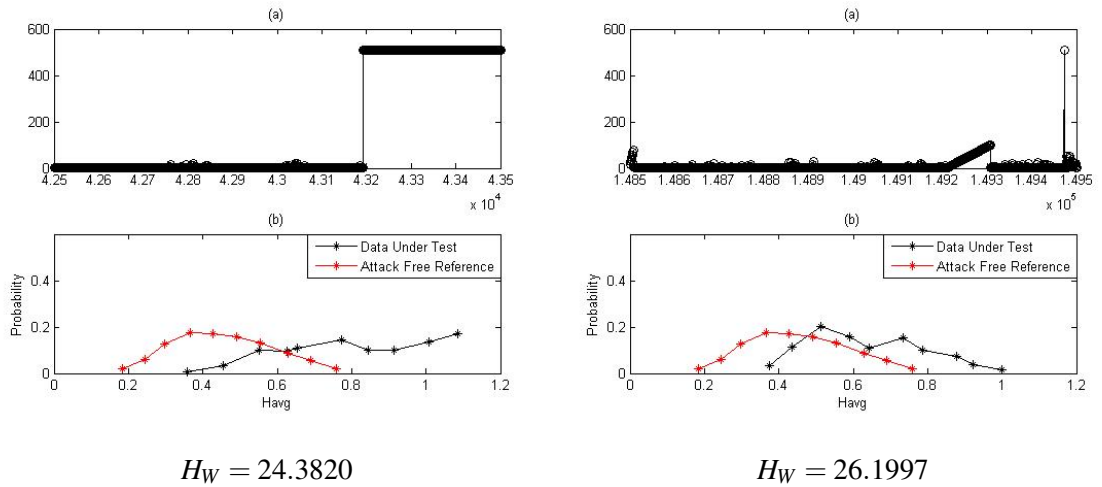 (a)
600
400
200
0
4.25 4.26 4.27 4.28 4.29 4.3 4.31 4.32 4.33 4.34 4.35
x 10^4
(b)
Data Under Test
Attack Free Reference
Probability
0.4
0.2
0
0 0.2 0.4 0.6 0.8 1 1.2
Havg
H_W = 24.3820
(a)
600
400
200
0
1.485 1.486 1.487 1.488 1.489 1.49 1.491 1.492 1.493 1.494 1.495
x 10^5
(b)
Data Under Test
Attack Free Reference
Probability
0.4
0.2
0
0 0.2 0.4 0.6 0.8 1 1.2
Havg
H_W = 26.1997